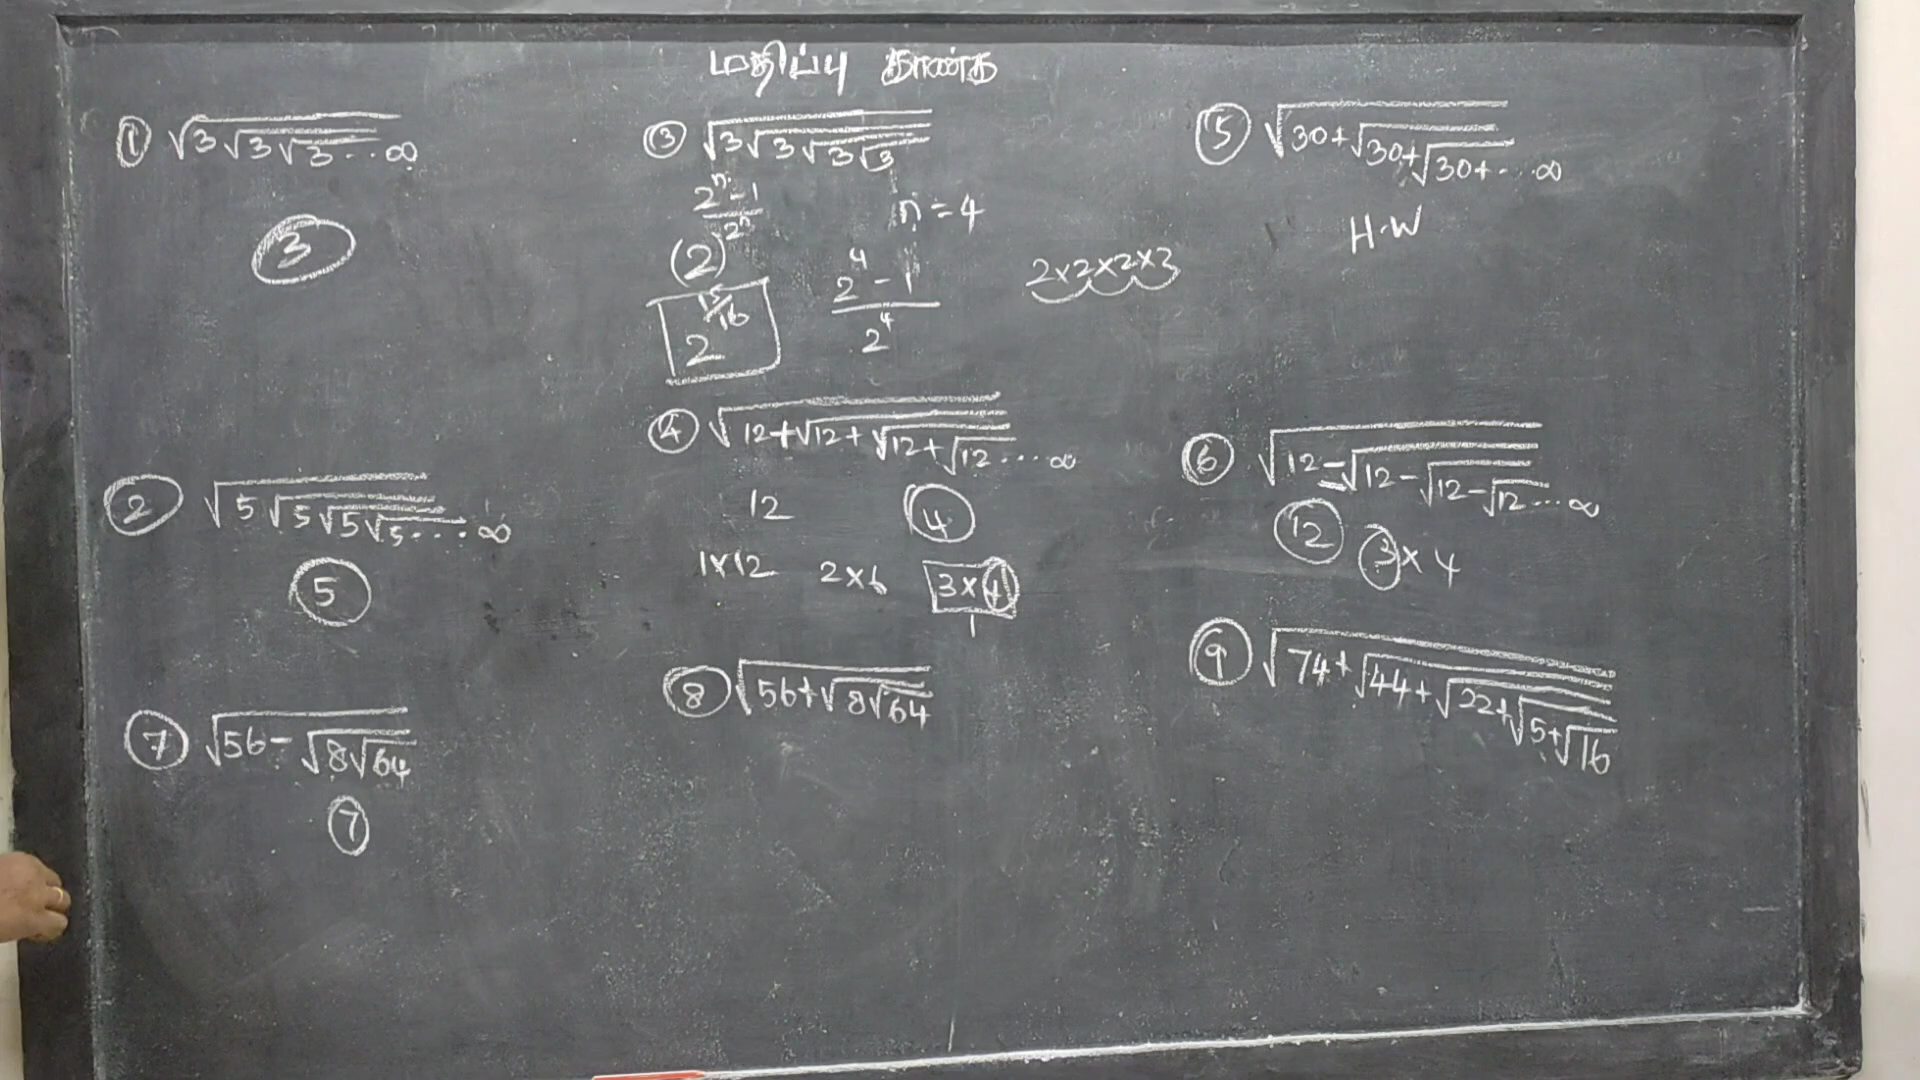 மதிப்பு காண்க
① √3√3√3...∞
3
② √5√5√5√5...∞
5
③ √3√3√3√3
2ⁿ-1
2ⁿ
n = 4
(2)
2^15/16
2⁴ - 1
2⁴
2×2×2×2
④ √12+√12+√12+√12...∞
12
4
1×12 2×6 3×4
⑤ √30+√30+√30+...∞
H.W
⑥ √12-√12-√12-√12...∞
12 3×4
⑦ √56-√8√64
7
⑧ √56+√8√64
⑨ √74+√44+√22+√5+√16